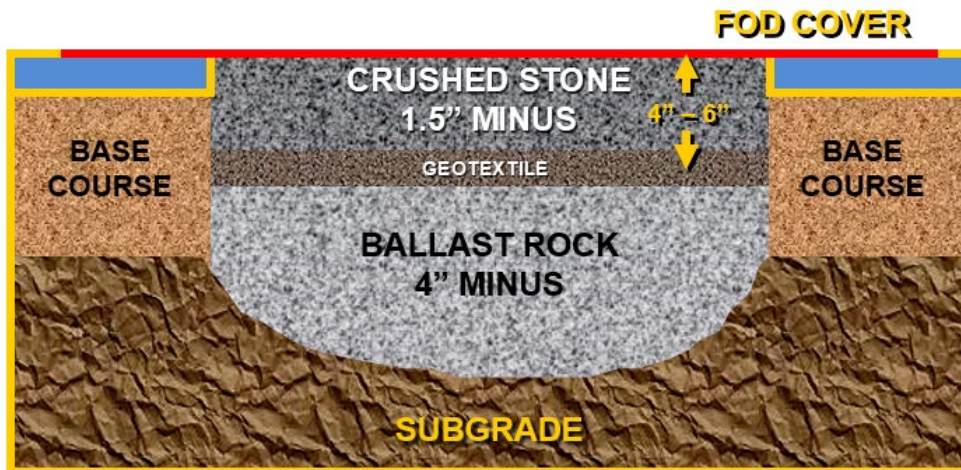 FOD COVER
CRUSHED STONE
1.5” MINUS
4” – 6”
BASE
COURSE
GEOTEXTILE
BASE
COURSE
BALLAST ROCK
4” MINUS
SUBGRADE